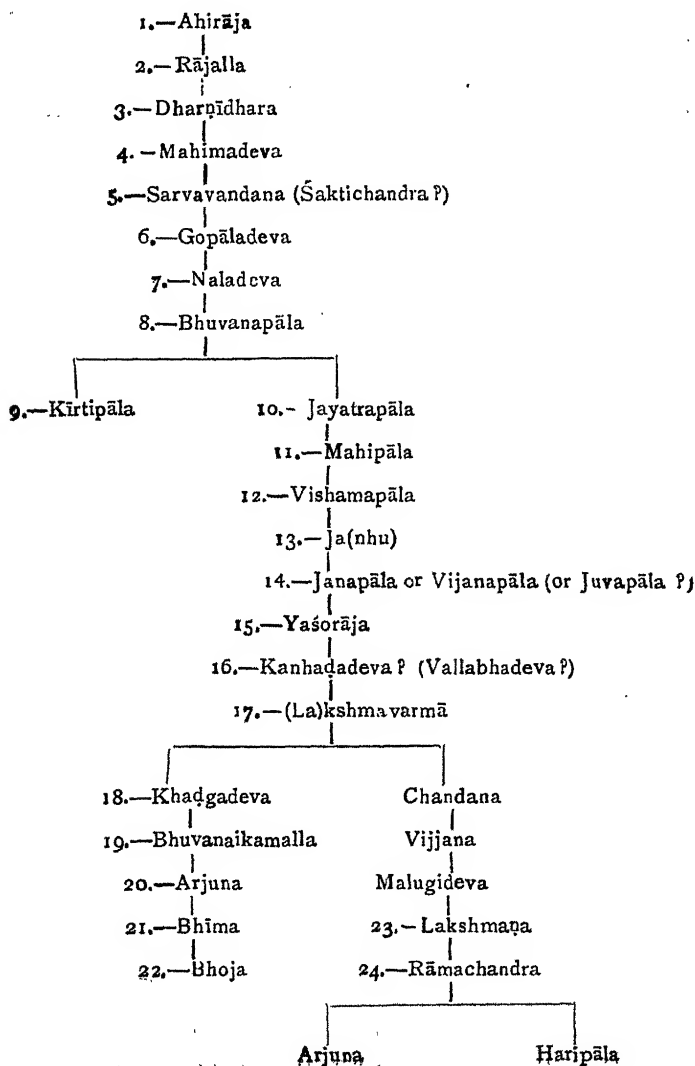 1.—Ahirāja
2.—Rājalla
3.—Dharṇīdhara
4.—Mahimadeva
5.—Sarvavandana (Śaktichandra?)
6.—Gopāladeva
7.—Naladeva
8.—Bhuvanapāla
9.—Kīrtipāla 10.- Jayatrapāla
11.—Mahipāla
12.—Vishamapāla
13.—Ja(nhu)
14.—Janapāla or Vijanapāla (or Juvapāla ?)
15.—Yaśorāja
16.—Kanhaḍadeva? (Vallabhadeva?)
17.—(La)kshmavarmā
18.—Khaḍgadeva Chandana
19.—Bhuvanaikamalla Vijjana
20.—Arjuna Malugideva
21.—Bhīma 23.-Lakshmaṇa
22.—Bhoja 24.—Rāmachandra
Arjuna Haripāla